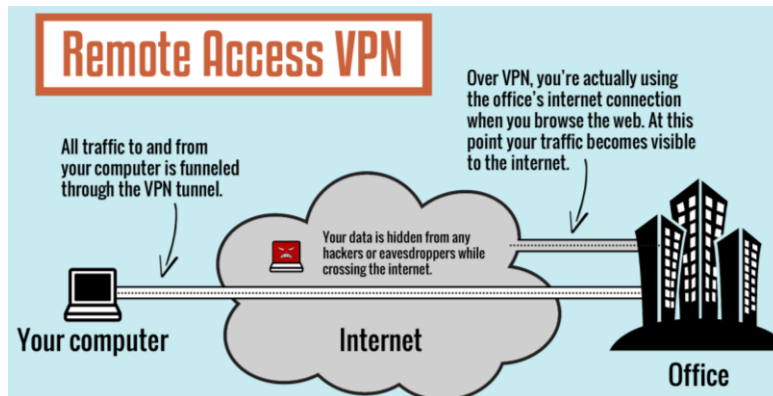 Remote Access VPN
Over VPN, you're actually using
the office's internet connection
when you browse the web. At this
point your traffic becomes visible
to the internet.
All traffic to and from
your computer is funneled
through the VPN tunnel.
Your data is hidden from any
hackers or eavesdroppers while
crossing the internet.
Your computer
Internet
Office